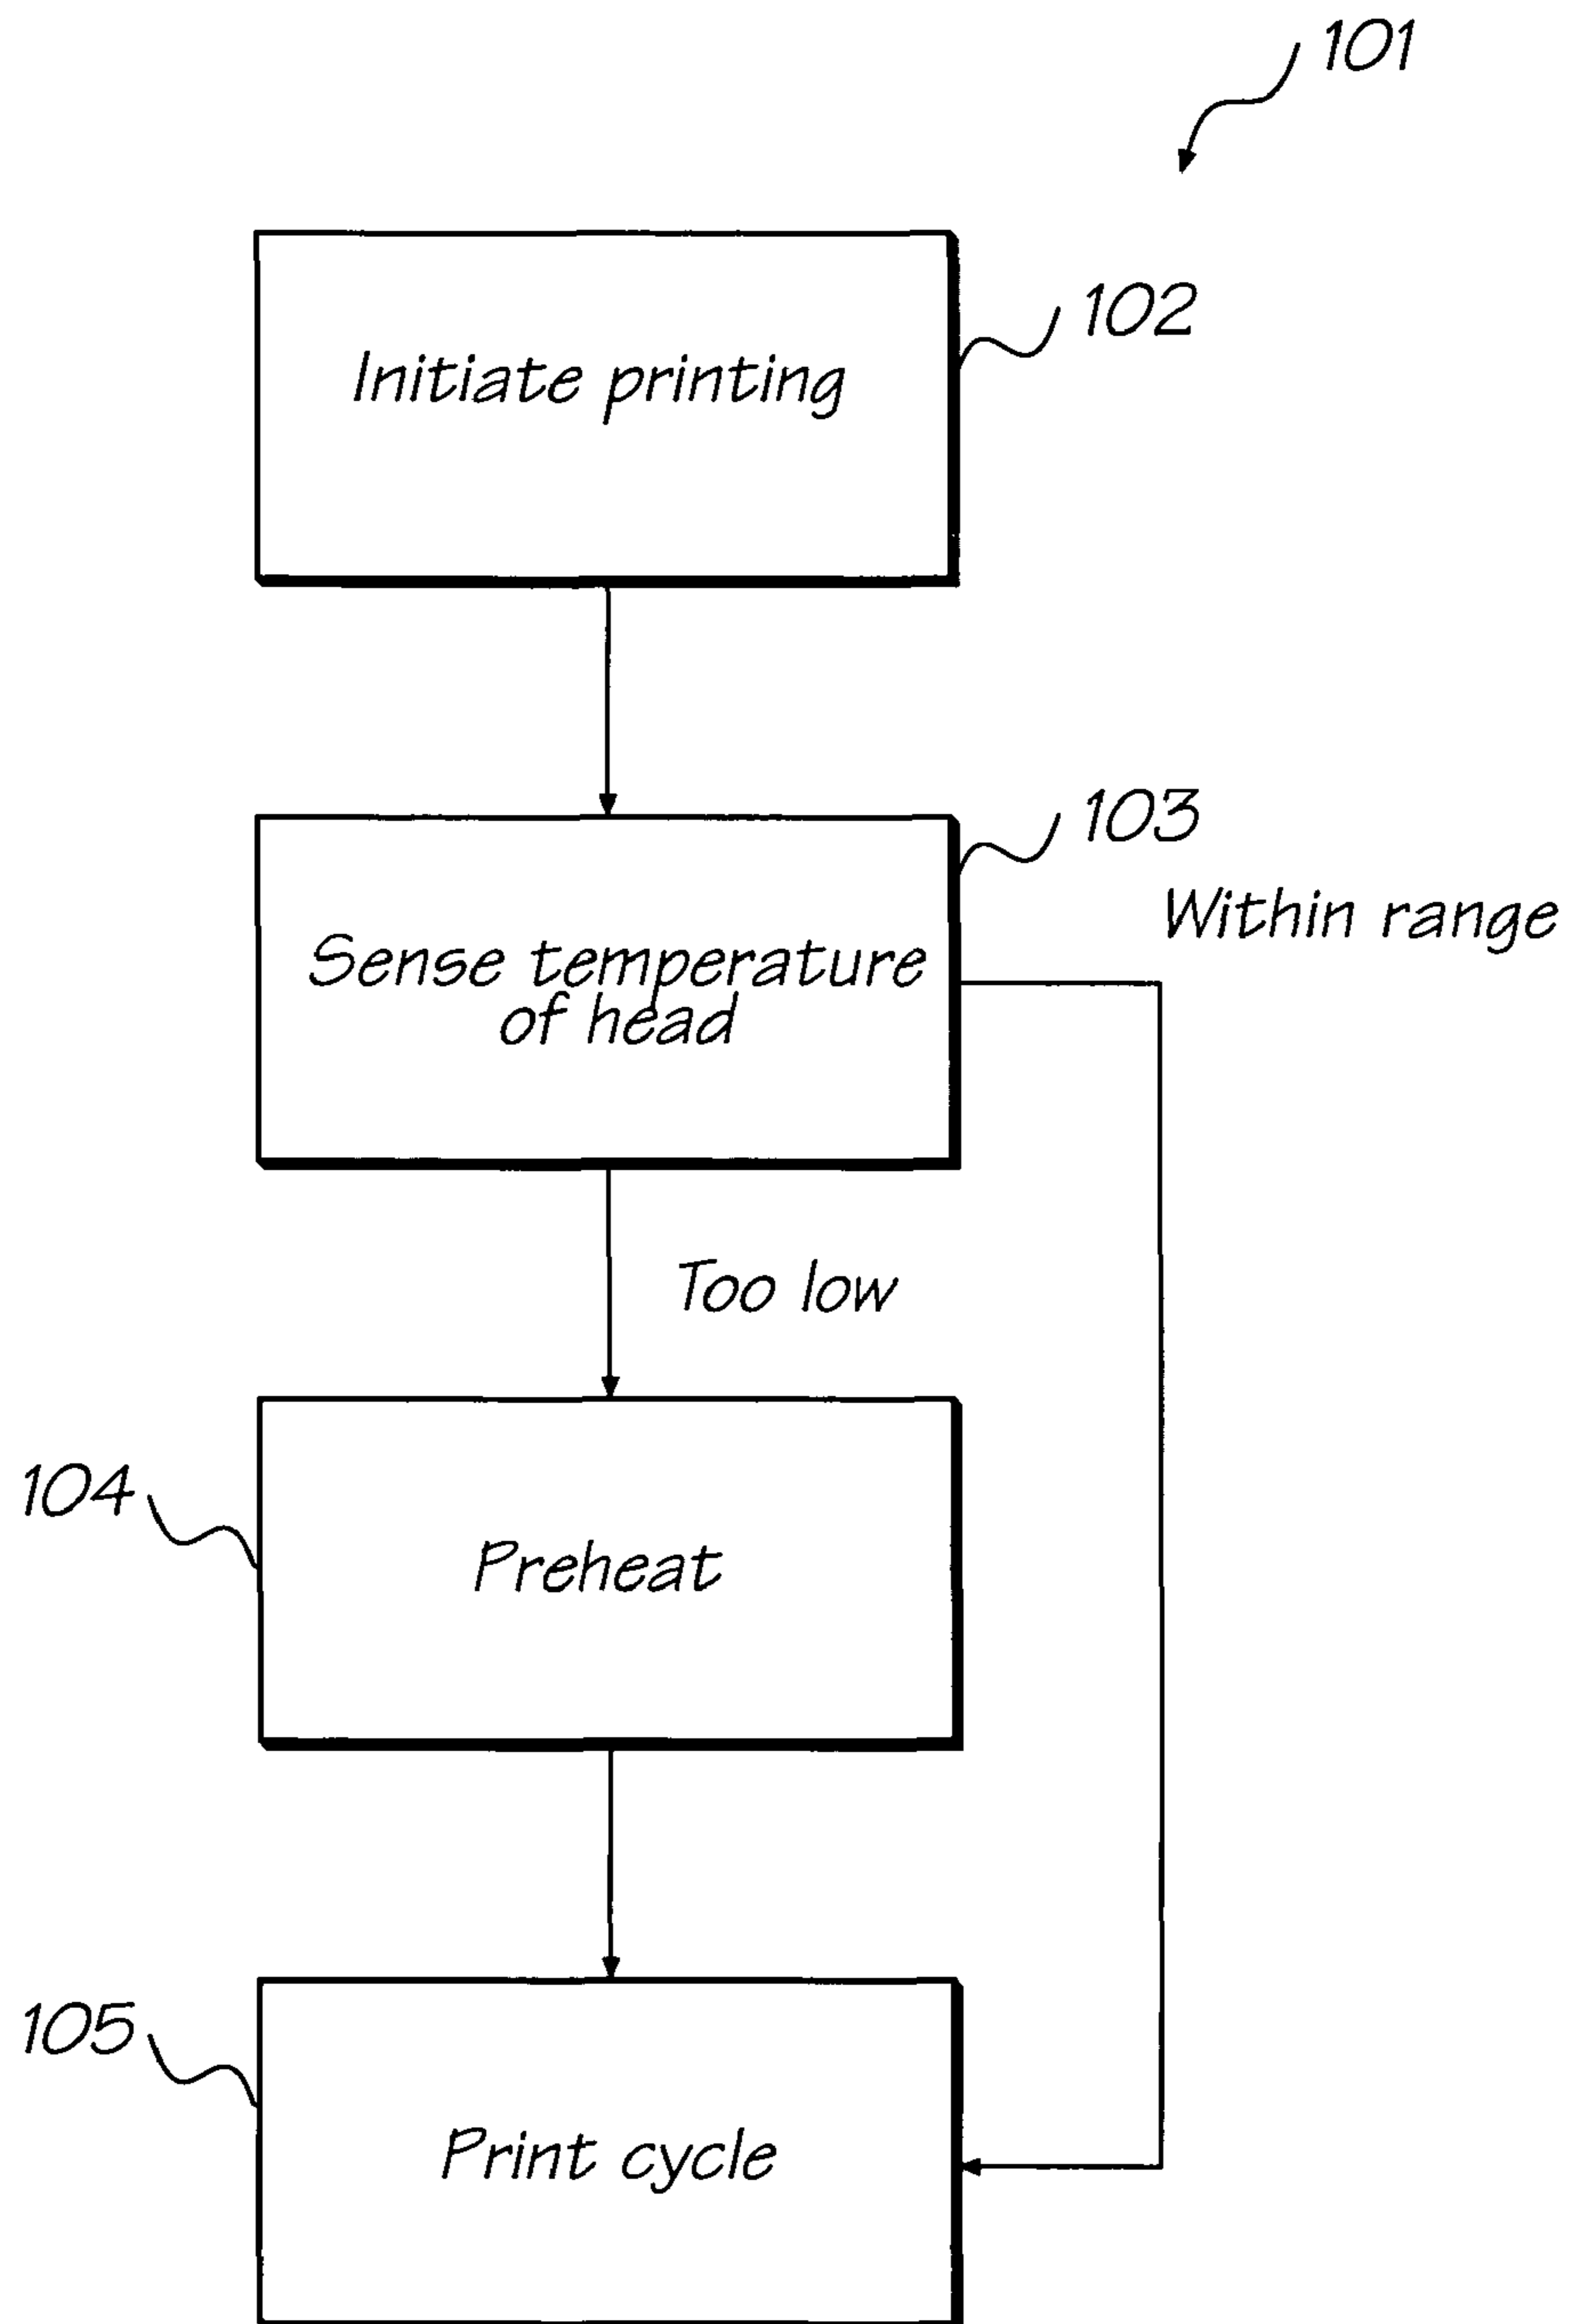 101
Initiate printing
102
103
Within range
Sense temperature
of head
Too low
104
Preheat
105
Print cycle